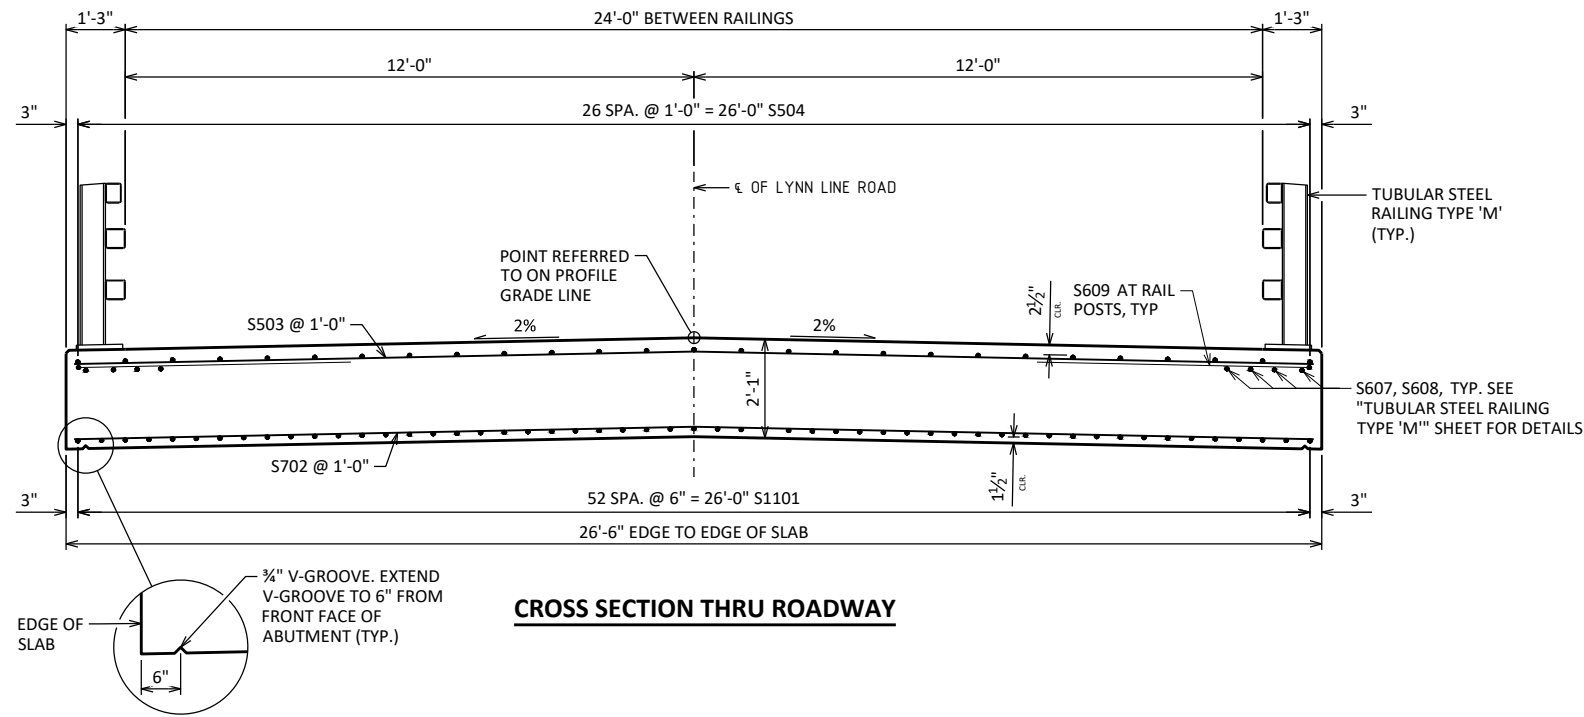 1'-3"
24'-0" BETWEEN RAILINGS
1'-3"
12'-0"
12'-0"
3"
26 SPA. @ 1'-0" = 26'-0" S504
3"
℄ OF LYNN LINE ROAD
TUBULAR STEEL
RAILING TYPE 'M'
(TYP.)
POINT REFERRED
TO ON PROFILE
GRADE LINE
S503 @ 1'-0"
2%
2%
2½"
CLR.
S609 AT RAIL
POSTS, TYP
2'-1"
S607, S608, TYP. SEE
"TUBULAR STEEL RAILING
TYPE 'M'" SHEET FOR DETAILS
S702 @ 1'-0"
1½"
CLR.
3"
52 SPA. @ 6" = 26'-0" S1101
3"
26'-6" EDGE TO EDGE OF SLAB
¾" V-GROOVE. EXTEND
V-GROOVE TO 6" FROM
FRONT FACE OF
ABUTMENT (TYP.)
EDGE OF
SLAB
6"
CROSS SECTION THRU ROADWAY